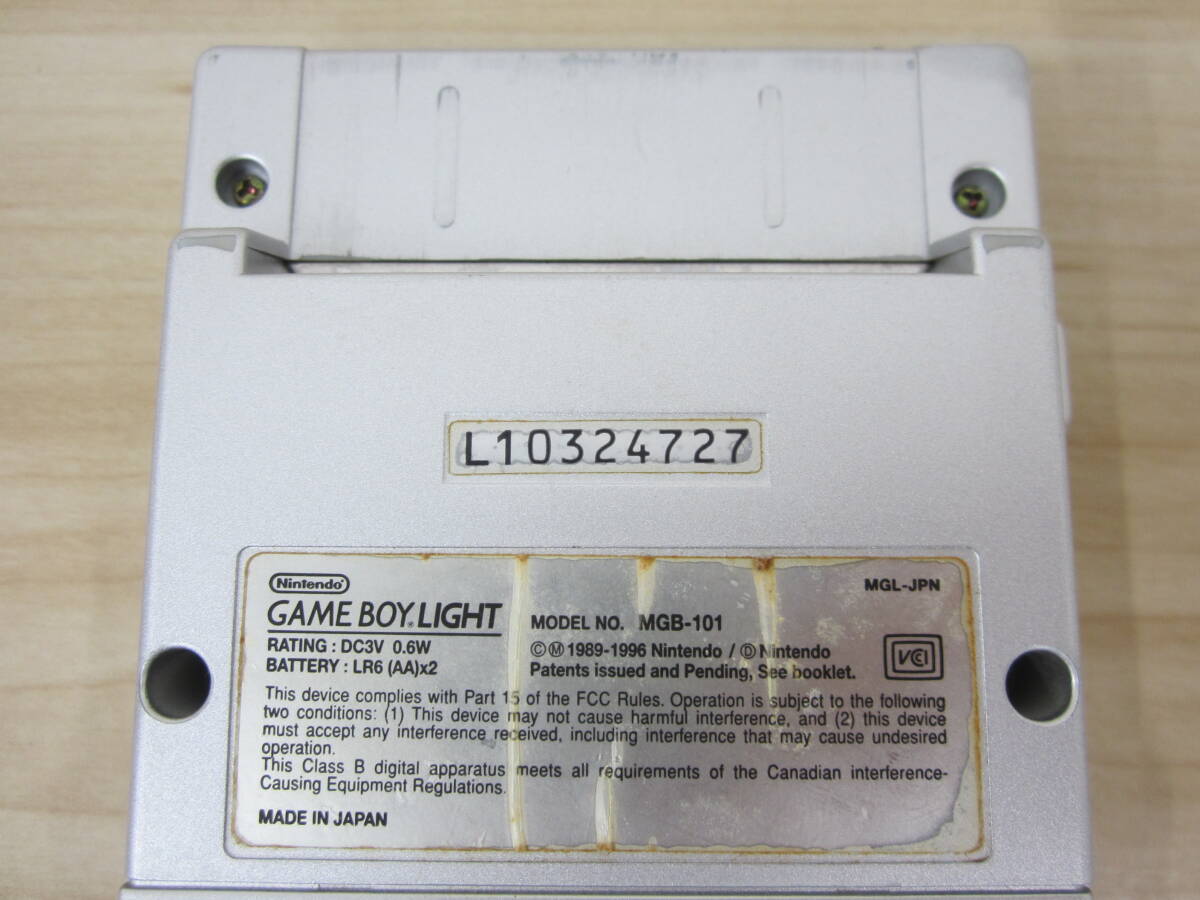 L10324727
Nintendo
GAME BOY LIGHT
MGL-JPN
RATING : DC3V 0.6W
BATTERY : LR6 (AA)x2
MODEL NO. MGB-101
©Ⓜ 1989-1996 Nintendo / Ⓓ Nintendo
Patents issued and Pending, See booklet.
VCI
This device complies with Part 15 of the FCC Rules. Operation is subject to the following
two conditions: (1) This device may not cause harmful interference, and (2) this device
must accept any interference received, including interference that may cause undesired
operation.
This Class B digital apparatus meets all requirements of the Canadian interference-
Causing Equipment Regulations.
MADE IN JAPAN